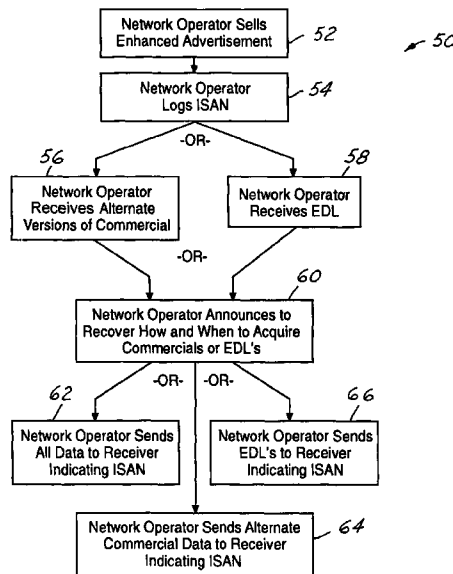 Network Operator Sells
Enhanced Advertisement
52
50
Network Operator
Logs ISAN
54
-OR-
56
58
Network Operator
Receives Alternate
Versions of Commercial
Network Operator
Receives EDL
-OR-
60
Network Operator Announces to
Recover How and When to Acquire
Commercials or EDL's
-OR-
-OR-
62
66
Network Operator Sends
All Data to Receiver
Indicating ISAN
Network Operator Sends
EDL's to Receiver
Indicating ISAN
Network Operator Sends Alternate
Commercial Data to Receiver
Indicating ISAN
64